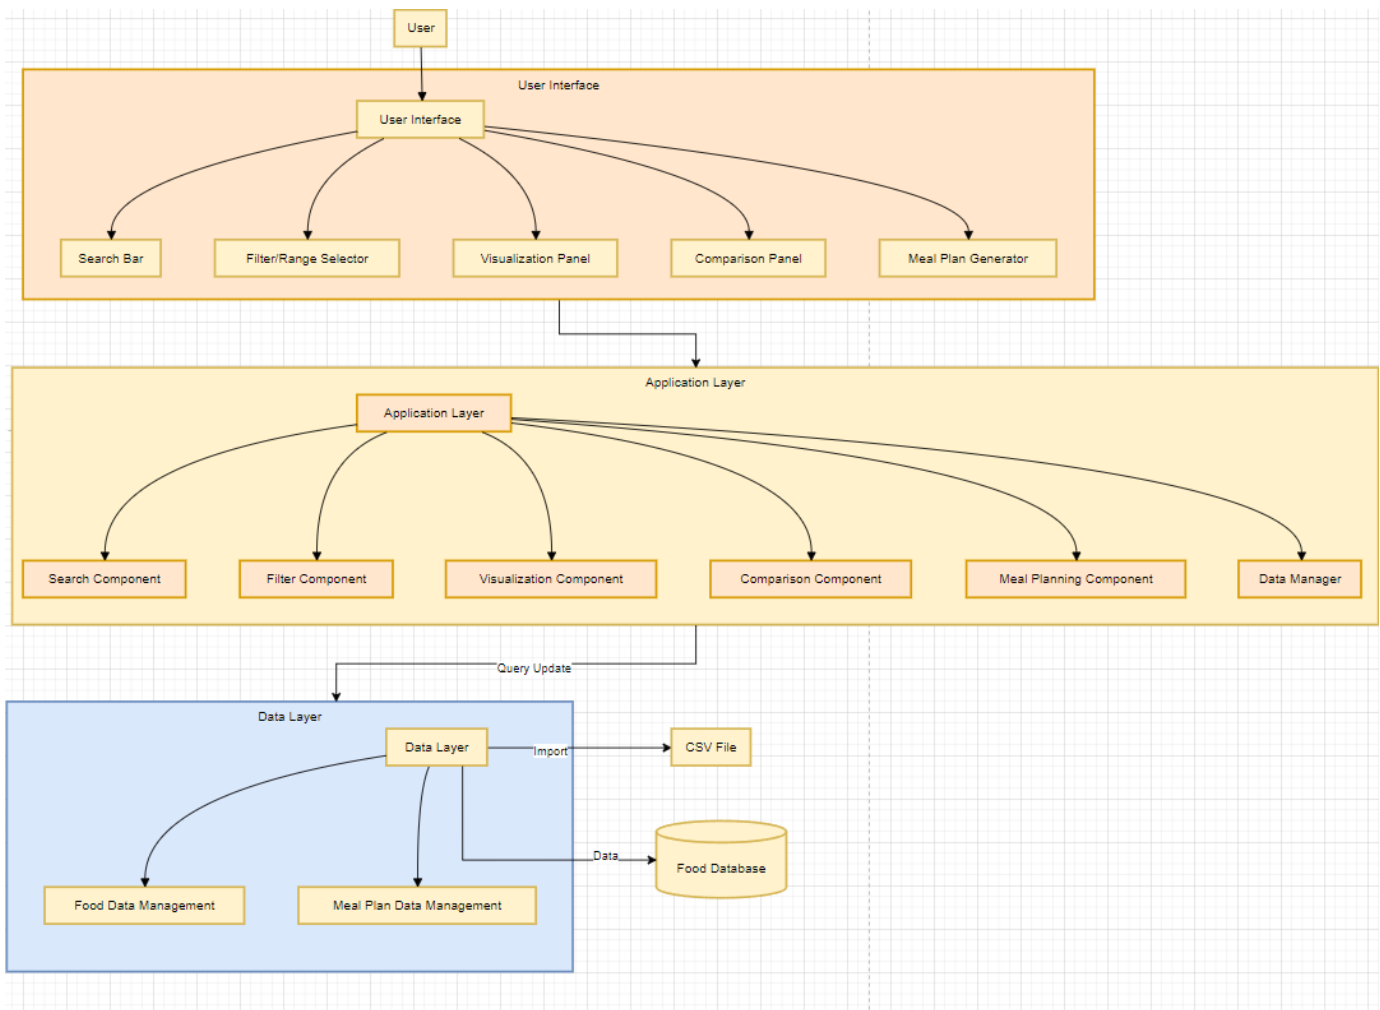 User
User Interface
User Interface
Search Bar
Filter/Range Selector
Visualization Panel
Comparison Panel
Meal Plan Generator
Application Layer
Application Layer
Search Component
Filter Component
Visualization Component
Comparison Component
Meal Planning Component
Data Manager
Query Update
Data Layer
Data Layer
Import
CSV File
Data
Food Database
Food Data Management
Meal Plan Data Management